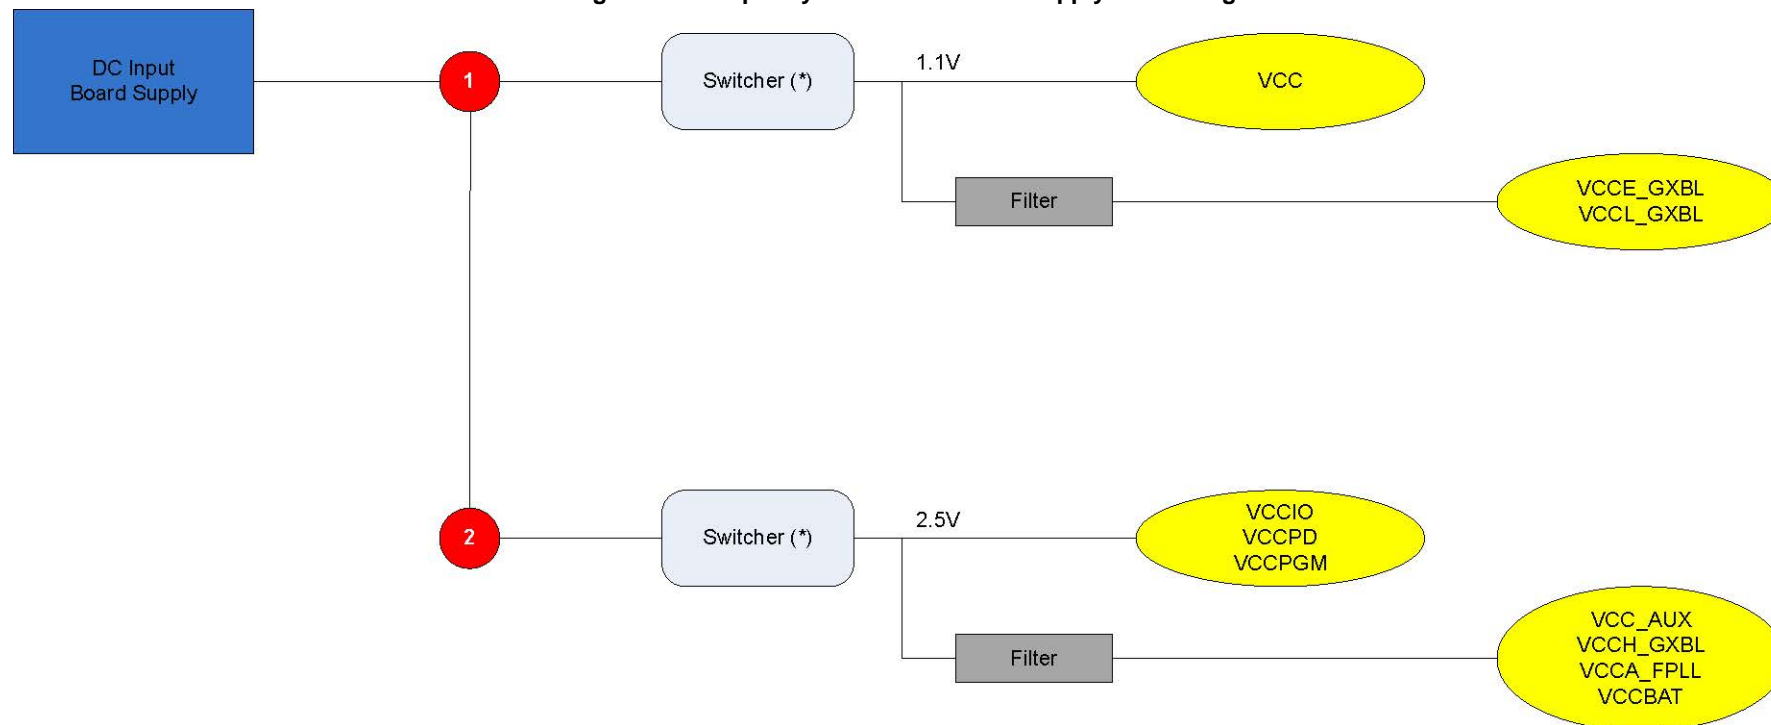 DC Input
Board Supply
1
Switcher (*)
1.1V
VCC
Filter
VCCE_GXBL
VCCL_GXBL
2
Switcher (*)
2.5V
VCCIO
VCCPD
VCCPGM
Filter
VCC_AUX
VCCH_GXBL
VCCA_FPLL
VCCBAT